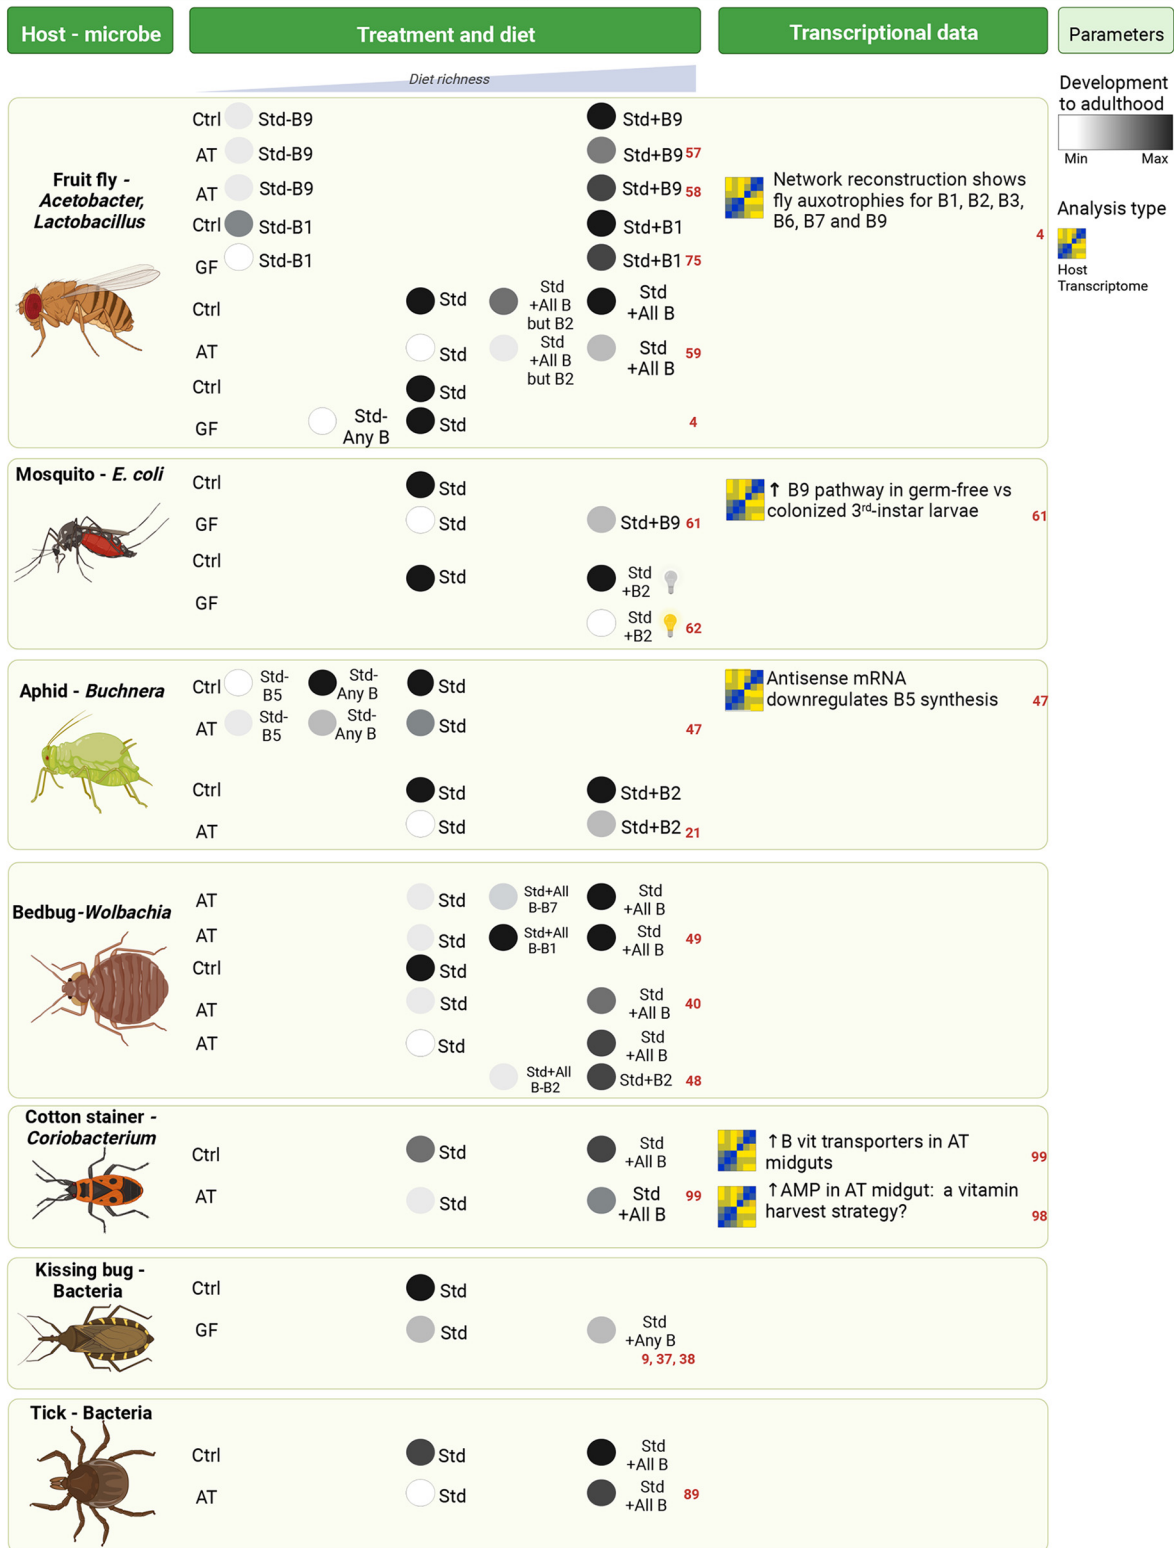 Host - microbe
Treatment and diet
Transcriptional data
Parameters
Diet richness
Development
to adulthood
Min Max
Analysis type
Host
Transcriptome
Fruit fly -
Acetobacter,
Lactobacillus
Ctrl Std-B9 Std+B9
AT Std-B9 Std+B9 57
AT Std-B9 Std+B9 58
Ctrl Std-B1 Std+B1
GF Std-B1 Std+B1 75
Ctrl Std Std
+All B
but B2 Std
+All B
AT Std Std
+All B
but B2 Std
+All B 59
Ctrl Std
GF Std-
Any B Std 4
Network reconstruction shows
fly auxotrophies for B1, B2, B3,
B6, B7 and B9
4
Mosquito - E. coli
Ctrl Std
GF Std Std+B9 61
Ctrl Std Std
+B2
GF Std
+B2 62
↑ B9 pathway in germ-free vs
colonized 3rd-instar larvae
61
Aphid - Buchnera
Ctrl Std-
B5 Std-
Any B Std
AT Std-
B5 Std-
Any B Std 47
Ctrl Std Std+B2
AT Std Std+B2 21
Antisense mRNA
downregulates B5 synthesis
47
Bedbug-Wolbachia
AT Std Std+All
B-B7 Std
+All B
AT Std Std+All
B-B1 Std
+All B 49
Ctrl Std
AT Std Std
+All B 40
AT Std Std
+All B
Std+All
B-B2 Std+B2 48
Cotton stainer -
Coriobacterium
Ctrl Std Std
+All B
AT Std Std
+All B 99
↑B vit transporters in AT
midguts
99
↑AMP in AT midgut: a vitamin
harvest strategy?
98
Kissing bug -
Bacteria
Ctrl Std
GF Std Std
+Any B
9, 37, 38
Tick - Bacteria
Ctrl Std Std
+All B
AT Std Std
+All B 89